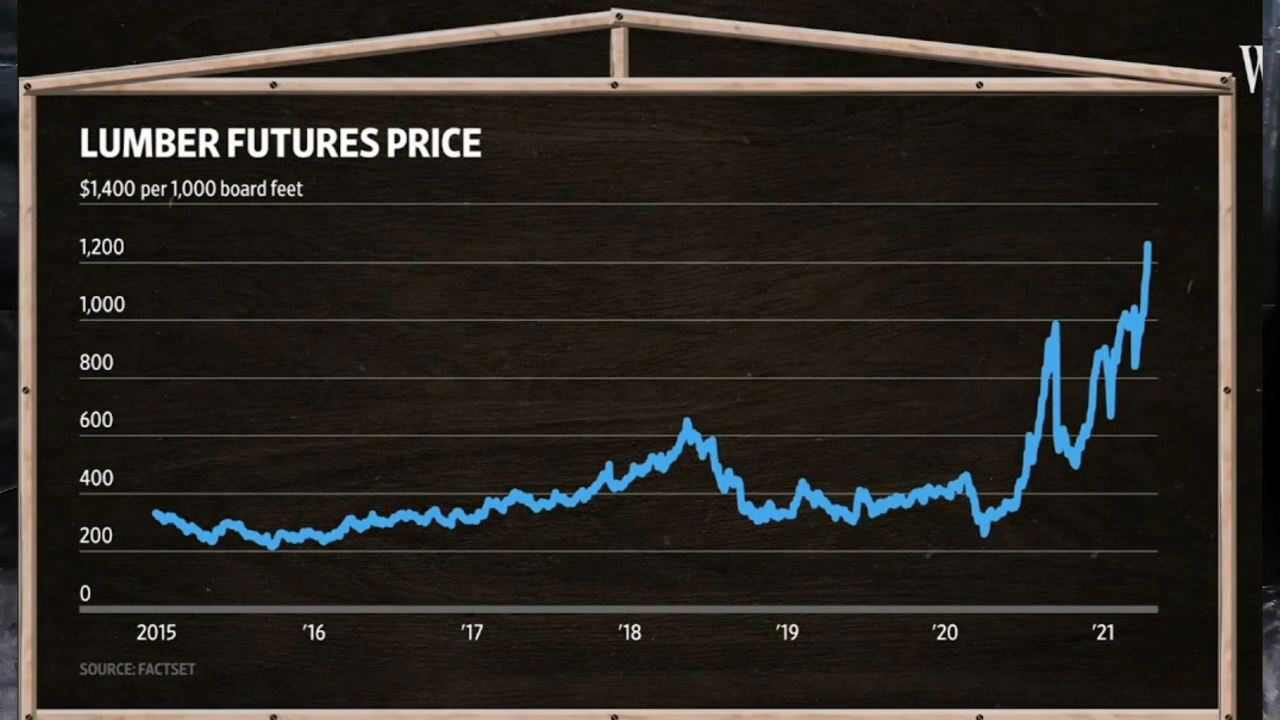 W
LUMBER FUTURES PRICE
$1,400 per 1,000 board feet
1,200
1,000
800
600
400
200
0
2015 '16 '17 '18 '19 '20 '21
SOURCE: FACTSET